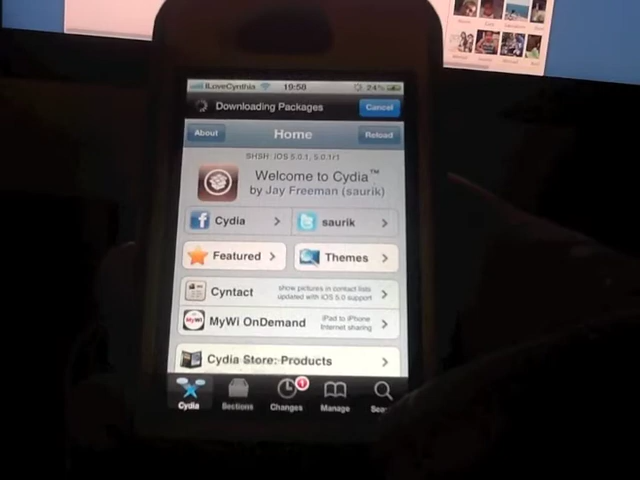 ILoveCynthia 19:58 24%
Downloading Packages Cancel
About Home Reload
SHSH: iOS 5.0.1, 5.0.1r1
Welcome to Cydia™
by Jay Freeman (saurik)
Cydia saurik
Featured Themes
Cyntact show pictures in contact lists
updated with iOS 5.0 support
MyWi
MyWi OnDemand iPad to iPhone
Internet sharing
Cydia Store: Products
1
Cydia Sections Changes Manage